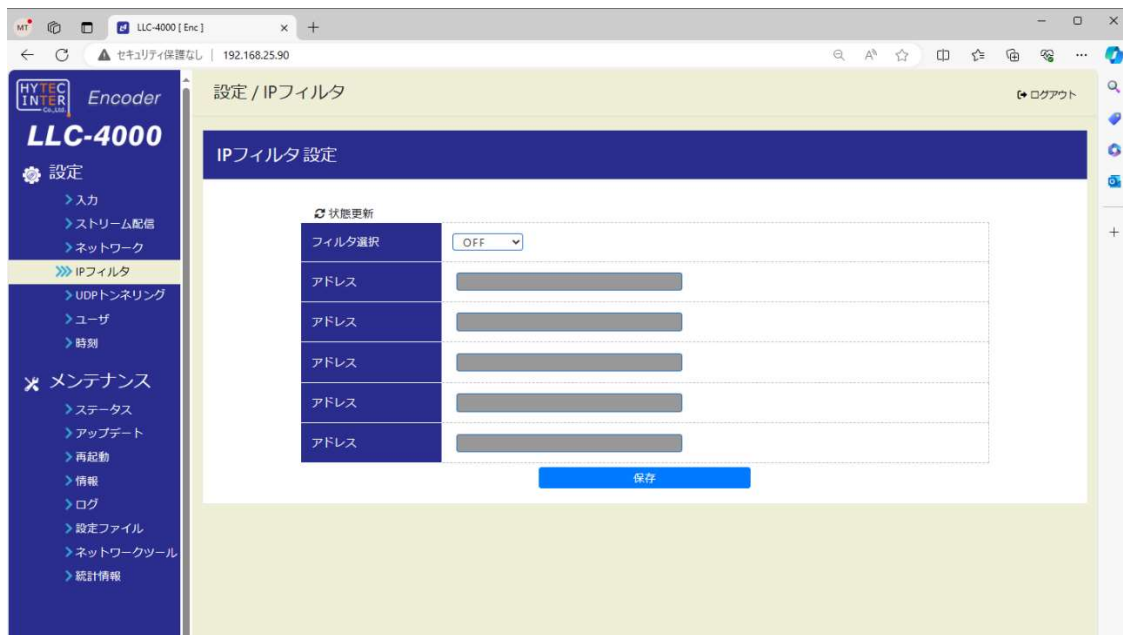 MT
LLC-4000 [ Enc ]
セキュリティ保護なし
192.168.25.90
HYTEC
INTER
Co.,Ltd.
Encoder
LLC-4000
設定
入力
ストリーム配信
ネットワーク
IPフィルタ
UDPトンネリング
ユーザ
時刻
メンテナンス
ステータス
アップデート
再起動
情報
ログ
設定ファイル
ネットワークツール
統計情報
設定 / IPフィルタ
ログアウト
IPフィルタ 設定
状態更新
フィルタ選択
OFF
アドレス
アドレス
アドレス
アドレス
アドレス
保存